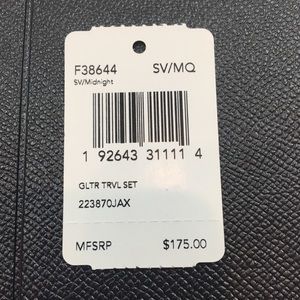 F38644 SV/MQ
SV/Midnight
1 92643 31111 4
GLTR TRVL SET
223870JAX
MFSRP $175.00